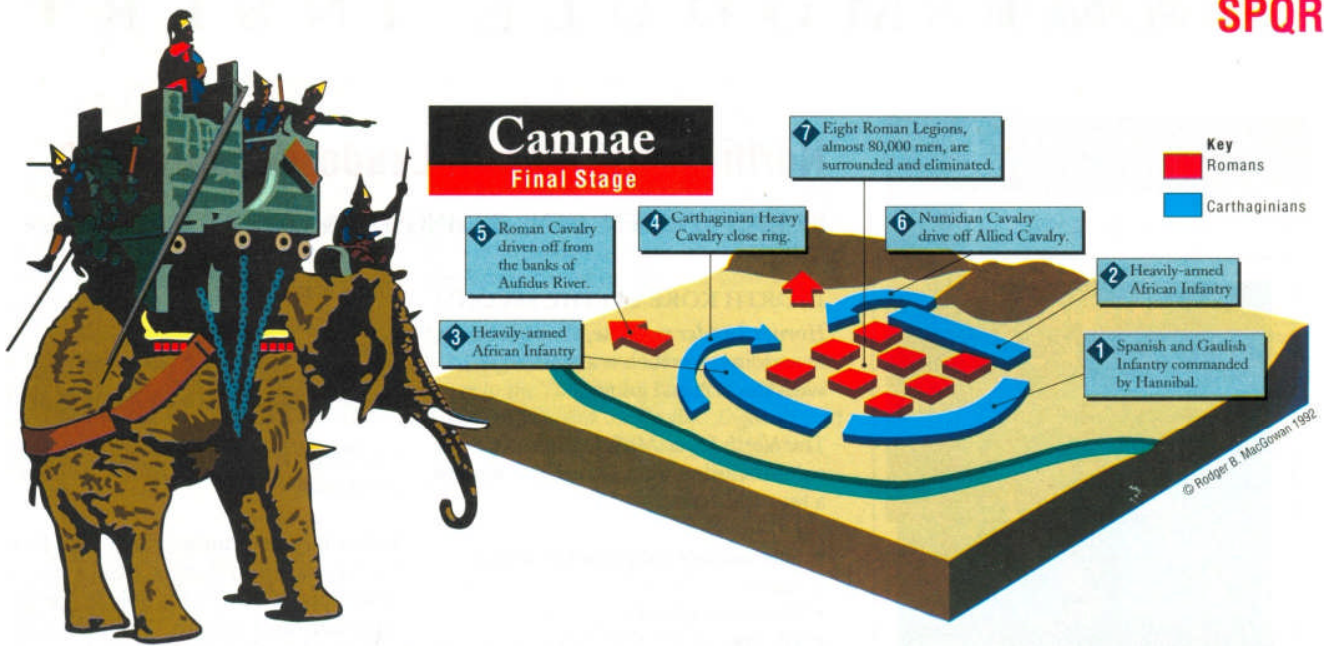 SPQR
Cannae
Final Stage
7 Eight Roman Legions,
almost 80,000 men, are
surrounded and eliminated.
Key
Romans
Carthaginians
5 Roman Cavalry
driven off from
the banks of
Aufidus River.
4 Carthaginian Heavy
Cavalry close ring.
6 Numidian Cavalry
drive off Allied Cavalry.
2 Heavily-armed
African Infantry
3 Heavily-armed
African Infantry
1 Spanish and Gaulish
Infantry commanded
by Hannibal.
© Rodger B. MacGowan 1992